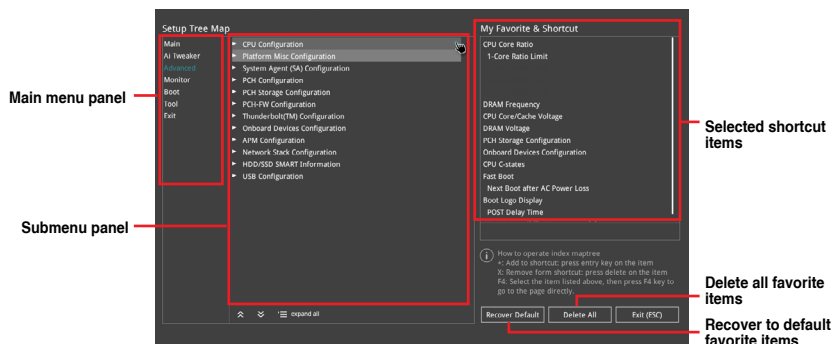 Setup Tree Map
Main
Ai Tweaker
Advanced
Monitor
Boot
Tool
Exit
CPU Configuration
Platform Misc Configuration
System Agent (SA) Configuration
PCH Configuration
PCH Storage Configuration
PCH-FW Configuration
Thunderbolt(TM) Configuration
Onboard Devices Configuration
APM Configuration
Network Stack Configuration
HDD/SSD SMART Information
USB Configuration
expand all
My Favorite & Shortcut
CPU Core Ratio
1-Core Ratio Limit
DRAM Frequency
CPU Core/Cache Voltage
DRAM Voltage
PCH Storage Configuration
Onboard Devices Configuration
CPU C-states
Fast Boot
Next Boot after AC Power Loss
Boot Logo Display
POST Delay Time
How to operate index maptree
+: Add to shortcut: press entry key on the item
X: Remove form shortcut: press delete on the item
F4: Select the item listed above, then press F4 key to
go to the page directly.
Recover Default
Delete All
Exit (ESC)
Main menu panel
Submenu panel
Selected shortcut
items
Delete all favorite
items
Recover to default
favorite items